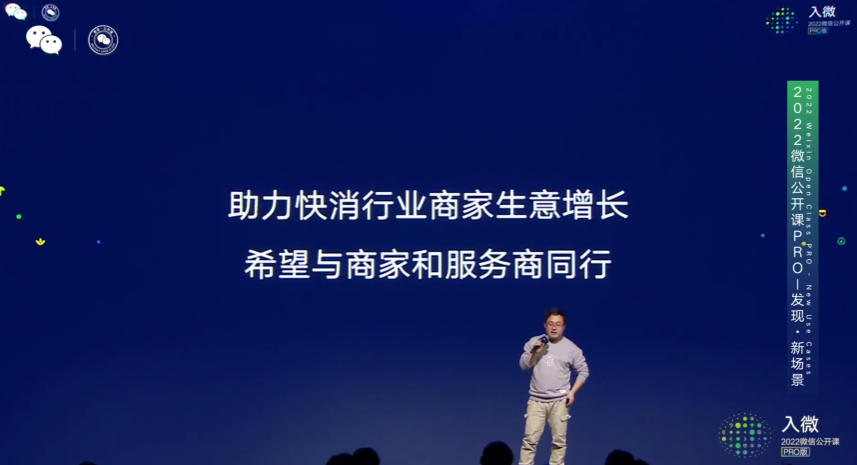 入微
2022微信公开课
PRO版
助力快消行业商家生意增长
希望与商家和服务商同行
2022微信公开课PRO—发现·新场景
2022 Weixin Open Class PRO - New Use Cases
入微
2022微信公开课
PRO版